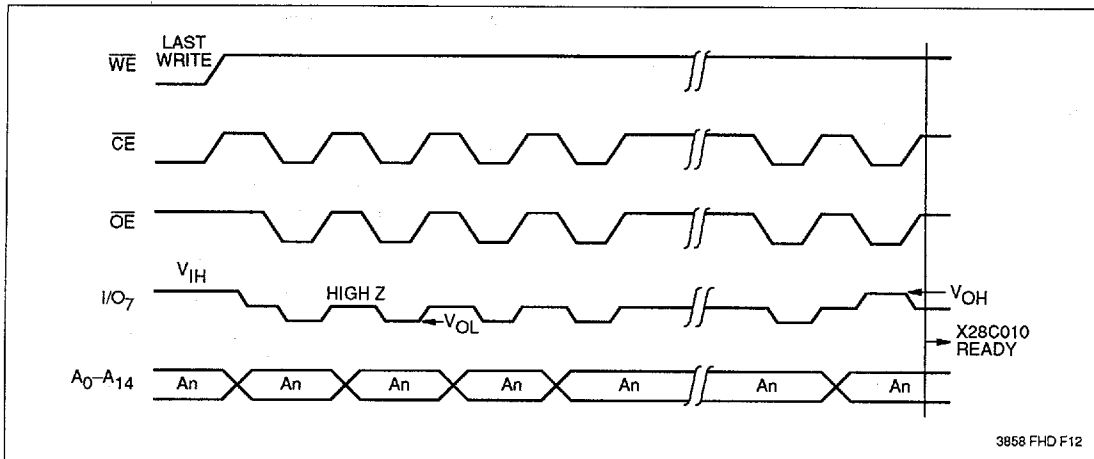 LAST
WRITE
WE
CE
OE
VIH
I/O7
HIGH Z
VOL
VOH
X28C010
READY
A0–A14
An An An An An An An
3858 FHD F12